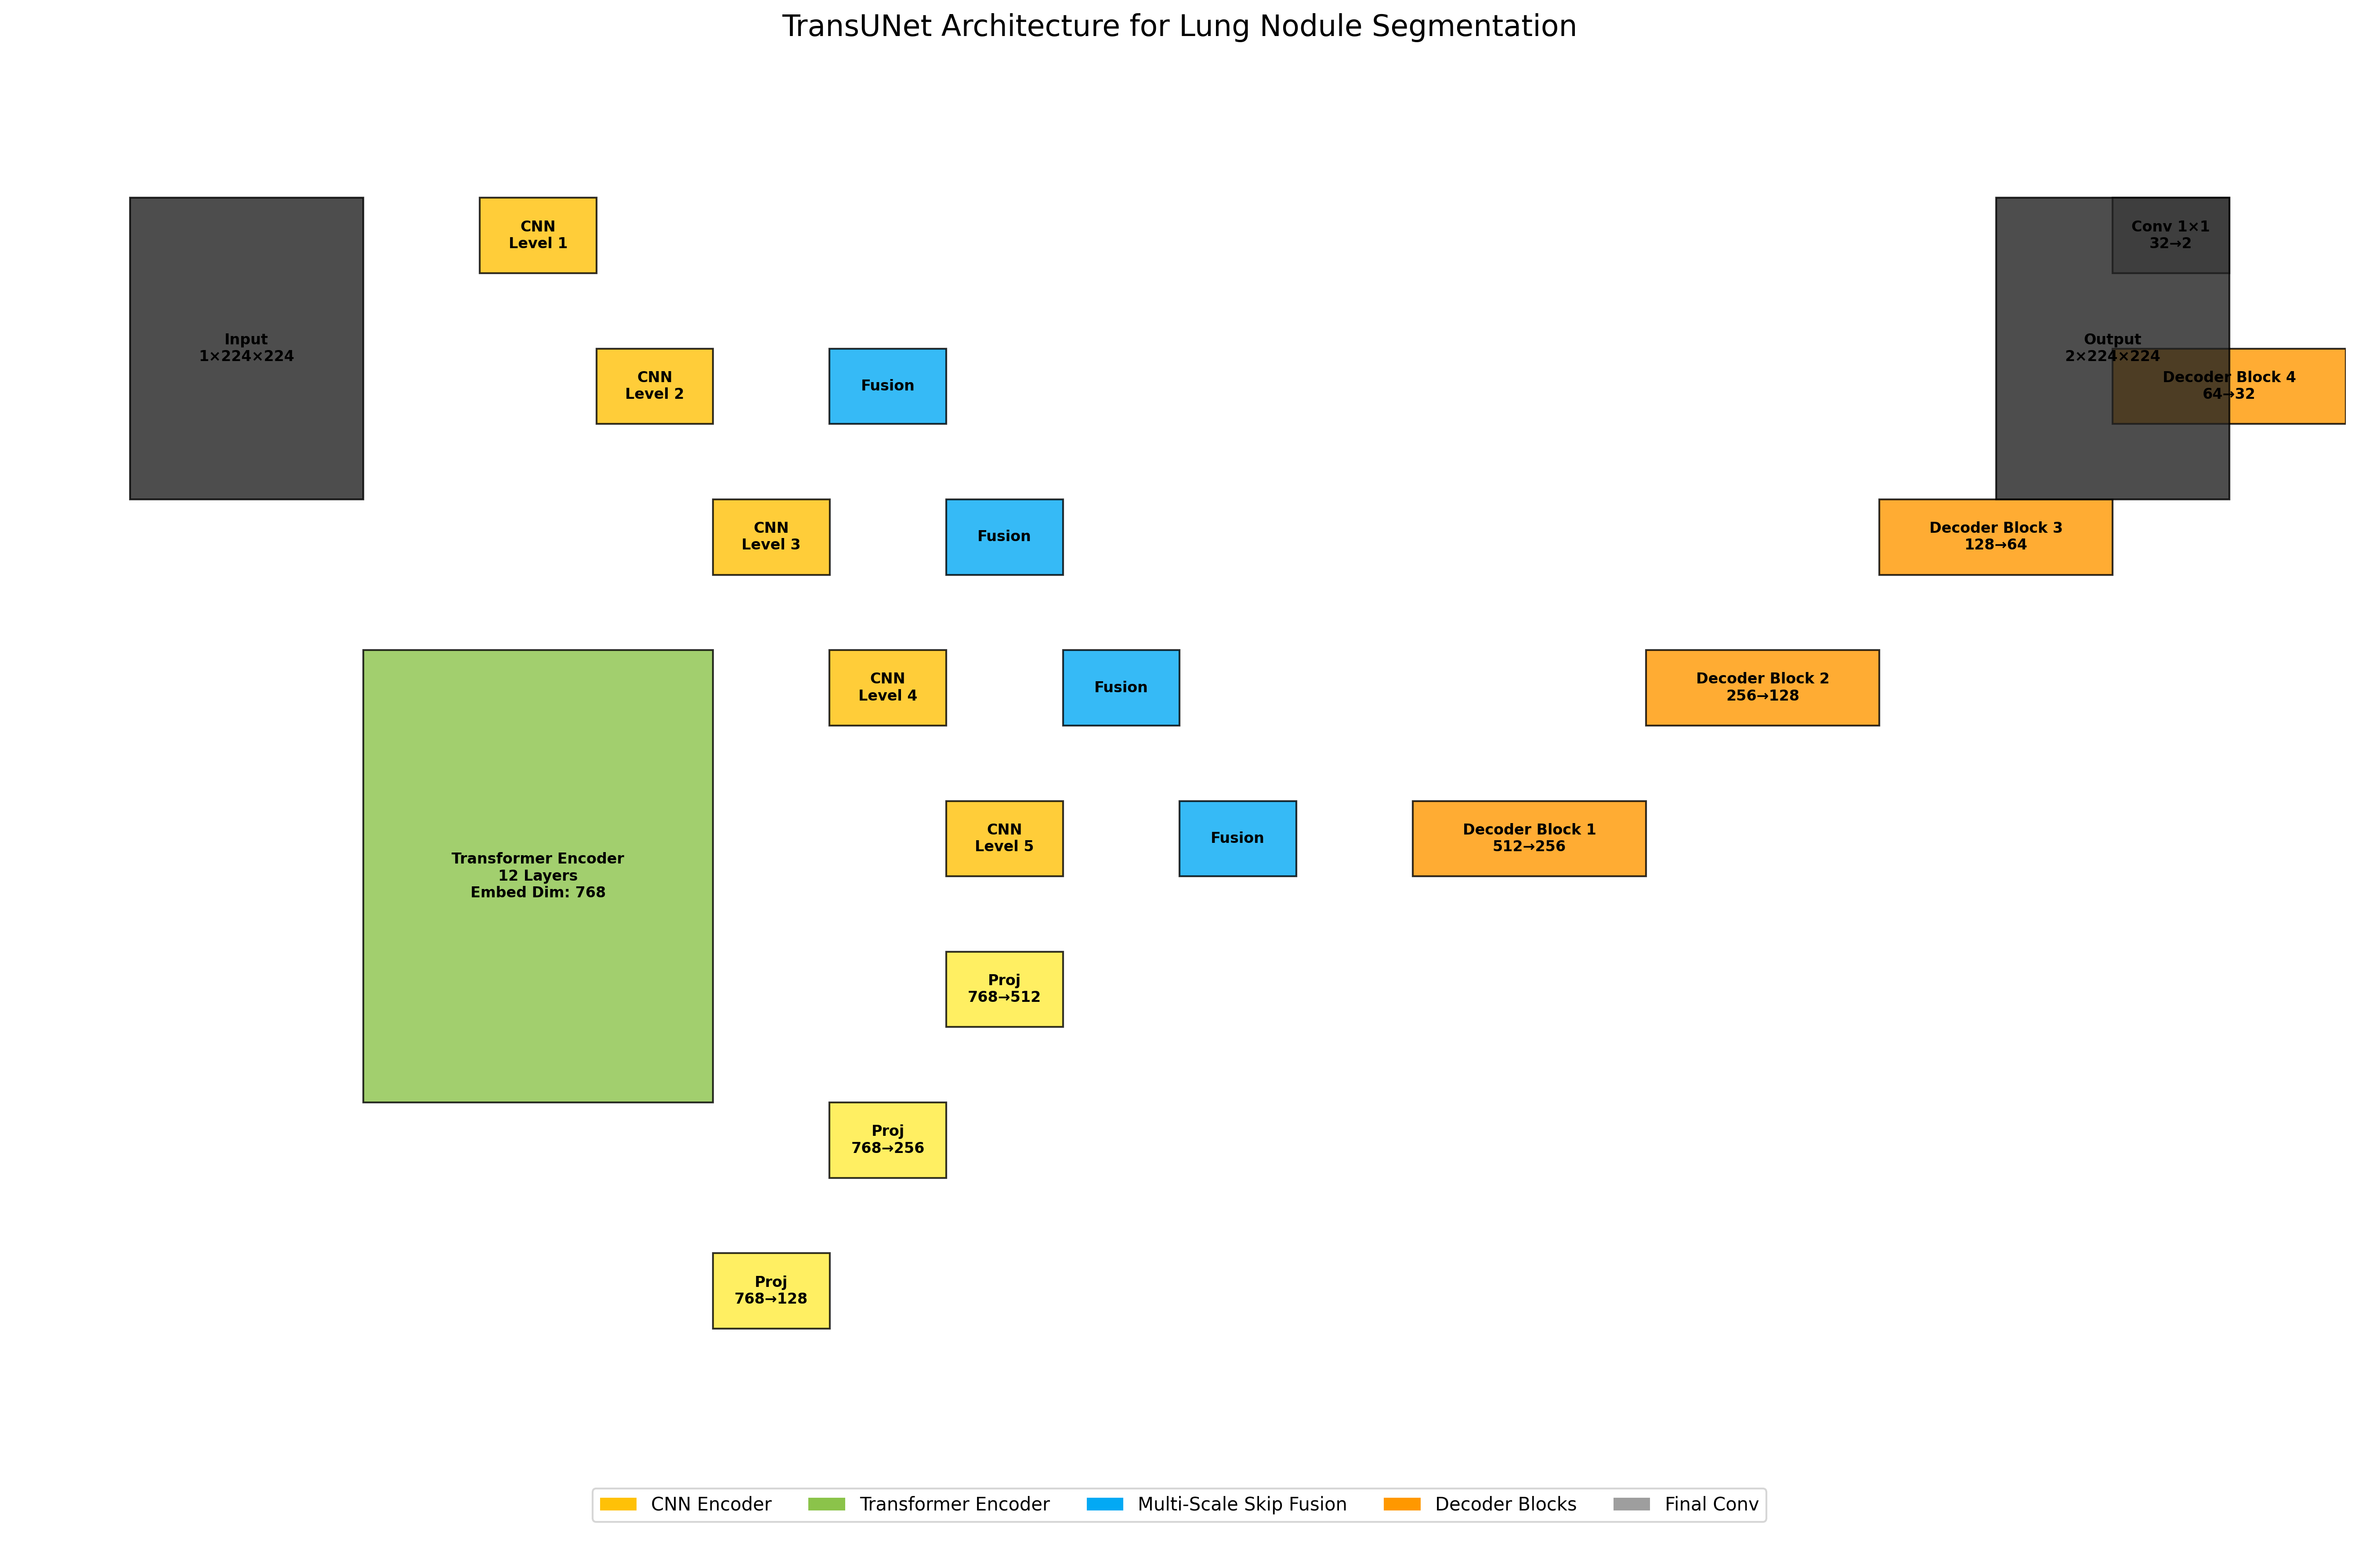 TransUNet Architecture for Lung Nodule Segmentation
CNN
Level 1
Conv 1×1
32→2
Input
1×224×224
Output
2×224×224
CNN
Level 2
Fusion
Decoder Block 4
64→32
CNN
Level 3
Fusion
Decoder Block 3
128→64
CNN
Level 4
Fusion
Decoder Block 2
256→128
CNN
Level 5
Fusion
Decoder Block 1
512→256
Transformer Encoder
12 Layers
Embed Dim: 768
Proj
768→512
Proj
768→256
Proj
768→128
CNN Encoder
Transformer Encoder
Multi-Scale Skip Fusion
Decoder Blocks
Final Conv